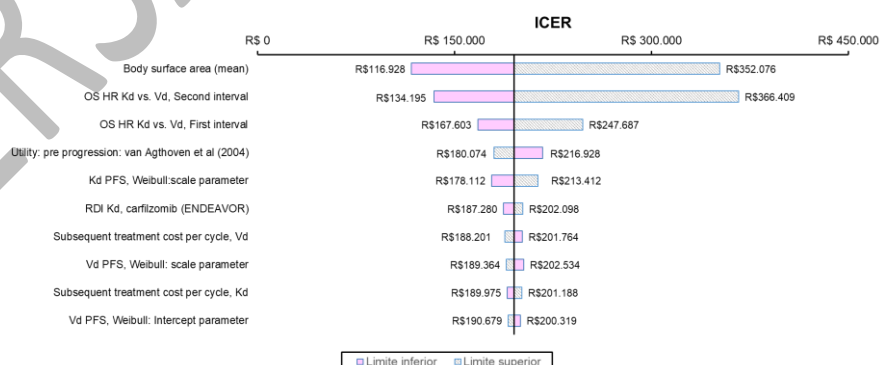 ICER
R$ 0 R$ 150.000 R$ 300.000 R$ 450.000
Body surface area (mean) R$116.928 R$352.076
OS HR Kd vs. Vd, Second interval R$134.195 R$366.409
OS HR Kd vs. Vd, First interval R$167.603 R$247.687
Utility: pre progression: van Agthoven et al (2004) R$180.074 R$216.928
Kd PFS, Weibull:scale parameter R$178.112 R$213.412
RDI Kd, carfilzomib (ENDEAVOR) R$187.280 R$202.098
Subsequent treatment cost per cycle, Vd R$188.201 R$201.764
Vd PFS, Weibull: scale parameter R$189.364 R$202.534
Subsequent treatment cost per cycle, Kd R$189.975 R$201.188
Vd PFS, Weibull: Intercept parameter R$190.679 R$200.319
Limite inferior Limite superior